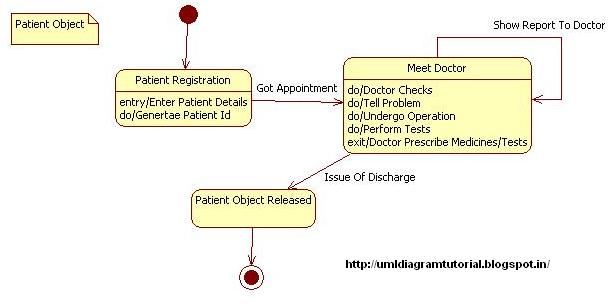 Patient Object
Show Report To Doctor
Patient Registration
entry/Enter Patient Details
do/Genertae Patient Id
Got Appointment
Meet Doctor
do/Doctor Checks
do/Tell Problem
do/Undergo Operation
do/Perform Tests
exit/Doctor Prescribe Medicines/Tests
Issue Of Discharge
Patient Object Released
http://umldiagramtutorial.blogspot.in/